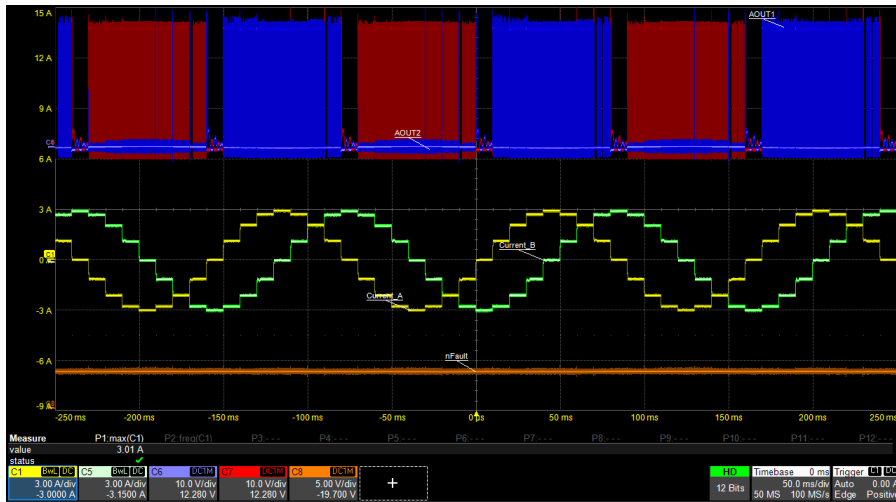 15 A
AOUT1
12 A
9 A
AOUT2
C6
6 A
3 A
Current_B
C1
0 A
Current_A
-3 A
nFault
-6 A
-9 A
-250 ms -200 ms -150 ms -100 ms -50 ms 0 ms 50 ms 100 ms 150 ms 200 ms 250 ms
Measure P1:max(C1) P2:freq(C1) P3:- - - P4:- - - P5:- - - P6:- - - P7:- - - P8:- - - P9:- - - P10:- - - P11:- - - P12:- - -
value 3.01 A
status
C1 BwL DC C5 BwL DC C6 DC1M C7 DC1M C8 DC1M HD Timebase 0 ms Trigger C1 DC
3.00 A/div 3.00 A/div 10.0 V/div 10.0 V/div 5.00 V/div + 12 Bits 50.0 ms/div Auto
-3.0000 A -3.1500 A 12.280 V 12.280 V -19.700 V 50 MS 100 MS/s Edge